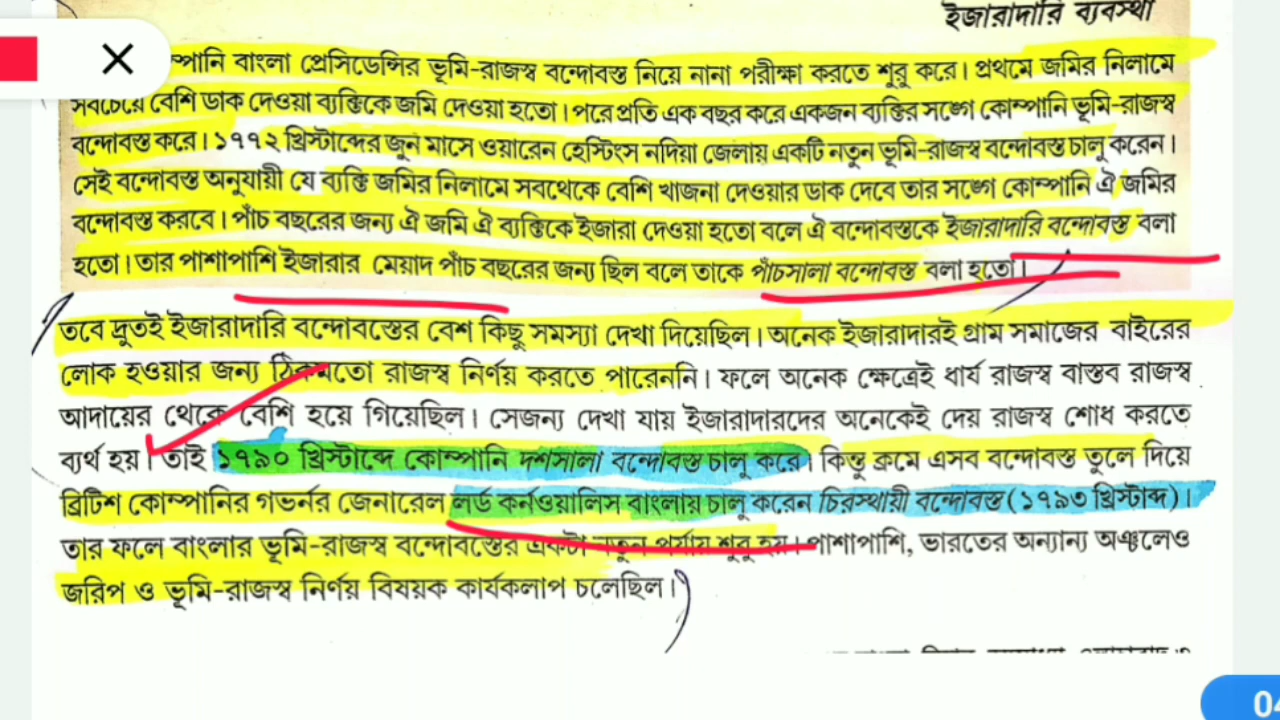 ইজারাদারি ব্যবস্থা
ম্পানি বাংলা প্রেসিডেন্সির ভূমি-রাজস্ব বন্দোবস্ত নিয়ে নানা পরীক্ষা করতে শুরু করে। প্রথমে জমির নিলামে
সবচেয়ে বেশি ডাক দেওয়া ব্যক্তিকে জমি দেওয়া হতো। পরে প্রতি এক বছর করে একজন ব্যক্তির সঙ্গে কোম্পানি ভূমি-রাজস্ব
বন্দোবস্ত করে। ১৭৭২ খ্রিস্টাব্দের জুন মাসে ওয়ারেন হেস্টিংস নদিয়া জেলায় একটি নতুন ভূমি-রাজস্ব বন্দোবস্ত চালু করেন।
সেই বন্দোবস্ত অনুযায়ী যে ব্যক্তি জমির নিলামে সবথেকে বেশি খাজনা দেওয়ার ডাক দেবে তার সঙ্গে কোম্পানি ঐ জমির
বন্দোবস্ত করবে। পাঁচ বছরের জন্য ঐ জমি ঐ ব্যক্তিকে ইজারা দেওয়া হতো বলে ঐ বন্দোবস্তকে ইজারাদারি বন্দোবস্ত বলা
হতো। তার পাশাপাশি ইজারার মেয়াদ পাঁচ বছরের জন্য ছিল বলে তাকে পাঁচসালা বন্দোবস্ত বলা হতো।
তবে দ্রুতই ইজারাদারি বন্দোবস্তের বেশ কিছু সমস্যা দেখা দিয়েছিল। অনেক ইজারাদারই গ্রাম সমাজের বাইরের
লোক হওয়ার জন্য ঠিকমতো রাজস্ব নির্ণয় করতে পারেননি। ফলে অনেক ক্ষেত্রেই ধার্য রাজস্ব বাস্তব রাজস্ব
আদায়ের থেকে বেশি হয়ে গিয়েছিল। সেজন্য দেখা যায় ইজারাদারদের অনেকেই দেয় রাজস্ব শোধ করতে
ব্যর্থ হয়। তাই ১৭৯০ খ্রিস্টাব্দে কোম্পানি দশসালা বন্দোবস্ত চালু করে। কিন্তু ক্রমে এসব বন্দোবস্ত তুলে দিয়ে
ব্রিটিশ কোম্পানির গভর্নর জেনারেল লর্ড কর্নওয়ালিস বাংলায় চালু করেন চিরস্থায়ী বন্দোবস্ত (১৭৯৩ খ্রিস্টাব্দ)।
তার ফলে বাংলার ভূমি-রাজস্ব বন্দোবস্তের একটা নতুন পর্যায় শুরু হয়। পাশাপাশি, ভারতের অন্যান্য অঞ্চলেও
জরিপ ও ভূমি-রাজস্ব নির্ণয় বিষয়ক কার্যকলাপ চলেছিল।
04